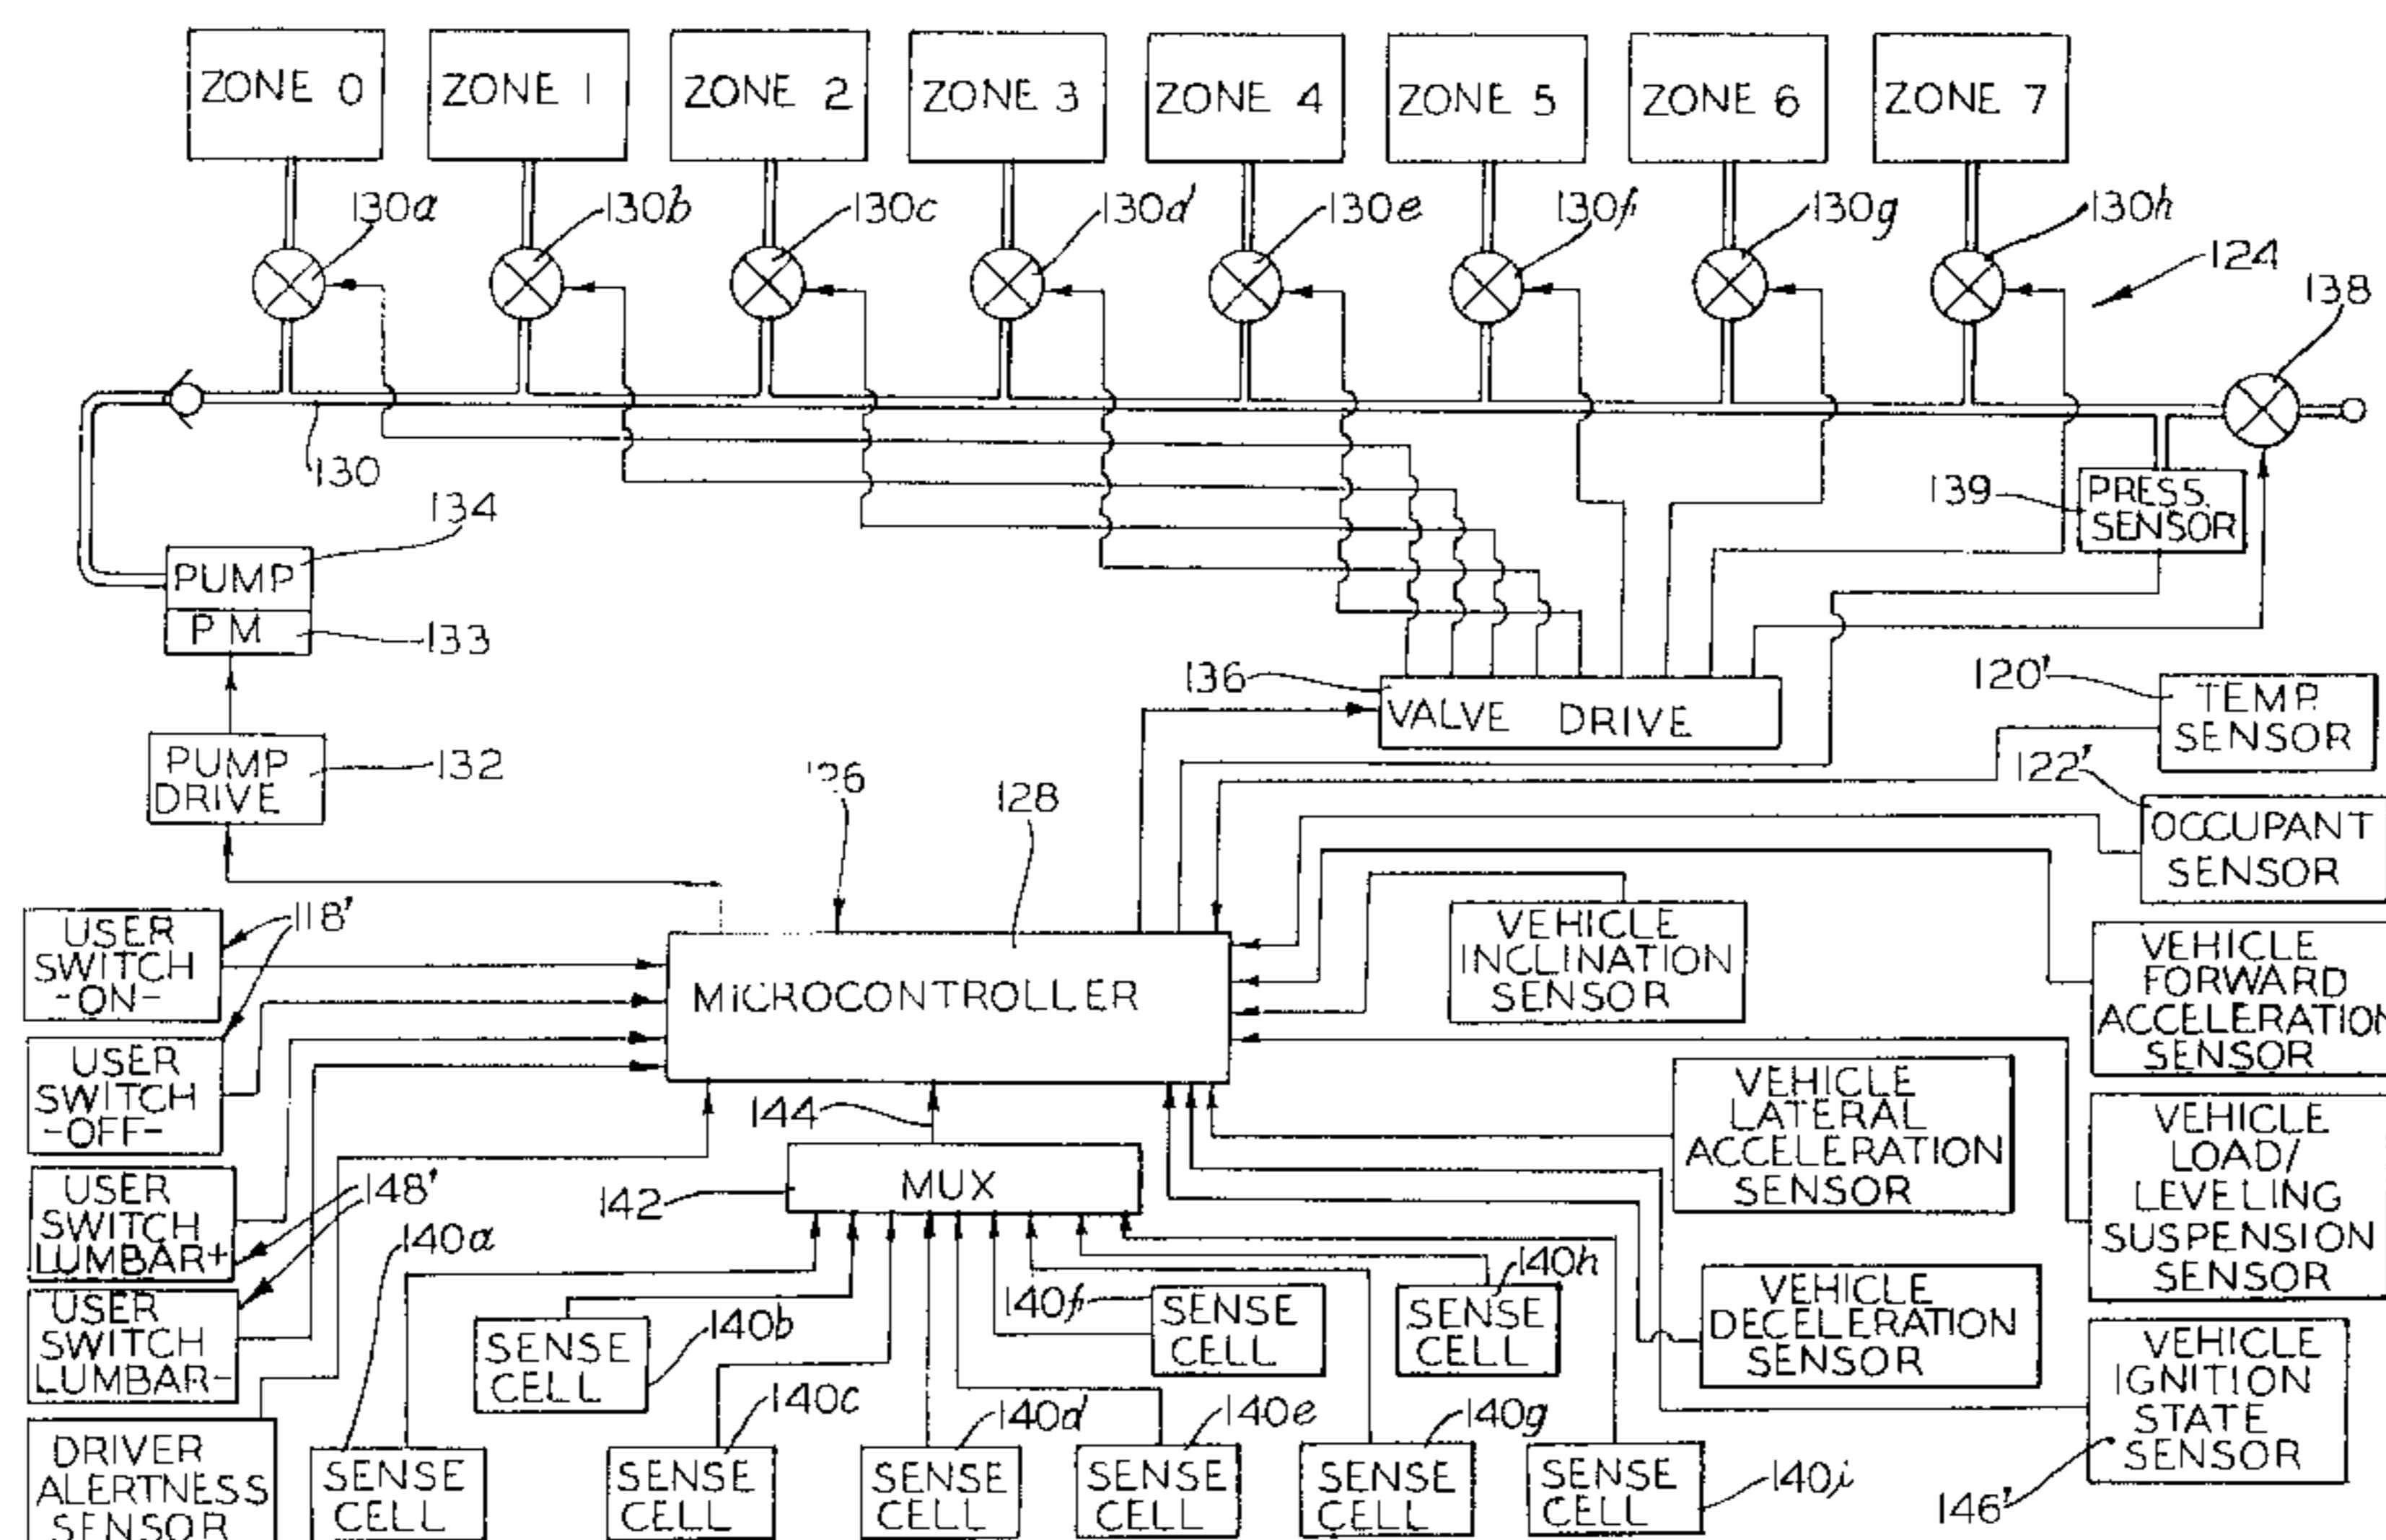 ZONE 0 ZONE 1 ZONE 2 ZONE 3 ZONE 4 ZONE 5 ZONE 6 ZONE 7
130a 130b 130c 130d 130e 130f 130g 130h
124
138
130
139
PRESS.
SENSOR
134
PUMP
PM
133
136
VALVE DRIVE
120'
TEMP.
SENSOR
PUMP
DRIVE
132
126
128
122'
OCCUPANT
SENSOR
118'
USER
SWITCH
-ON-
MICROCONTROLLER
VEHICLE
INCLINATION
SENSOR
VEHICLE
FORWARD
ACCELERATION
SENSOR
USER
SWITCH
-OFF-
144
VEHICLE
LATERAL
ACCELERATION
SENSOR
VEHICLE
LOAD/
LEVELING
SUSPENSION
SENSOR
USER
SWITCH
LUMBAR+
148'
142
MUX
140a
USER
SWITCH
LUMBAR-
140b
SENSE
CELL
140f
SENSE
CELL
140h
SENSE
CELL
VEHICLE
DECELERATION
SENSOR
VEHICLE
IGNITION
STATE
SENSOR
146'
140c
140d
140e
140g
140i
DRIVER
ALERTNESS
SENSOR
SENSE
CELL
SENSE
CELL
SENSE
CELL
SENSE
CELL
SENSE
CELL
SENSE
CELL